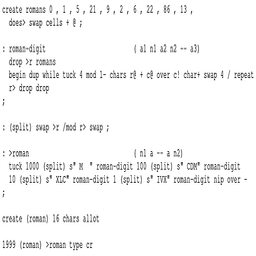 create romans 0 , 1 , 5 , 21 , 9 , 2 , 6 , 22 , 86 , 13 ,
does> swap cells + @ ;
: roman-digit ( a1 n1 a2 n2 -- a3)
drop >r romans
begin dup while tuck 4 mod 1- chars r@ + c@ over c! char+ swap 4 / repeat
r> drop drop
;
: (split) swap >r /mod r> swap ;
: >roman ( n1 a -- a n2)
tuck 1000 (split) s" M " roman-digit 100 (split) s" CDM" roman-digit
10 (split) s" XLC" roman-digit 1 (split) s" IVX" roman-digit nip over -
;
create (roman) 16 chars allot
1999 (roman) >roman type cr